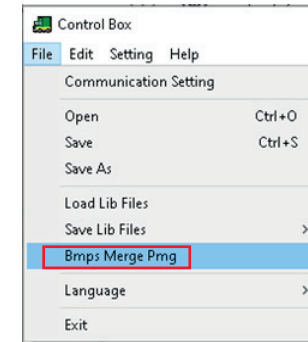 Control Box
File Edit Setting Help
Communication Setting
Open Ctrl+O
Save Ctrl+S
Save As
Load Lib Files
Save Lib Files >
Bmps Merge Pmg
Language >
Exit